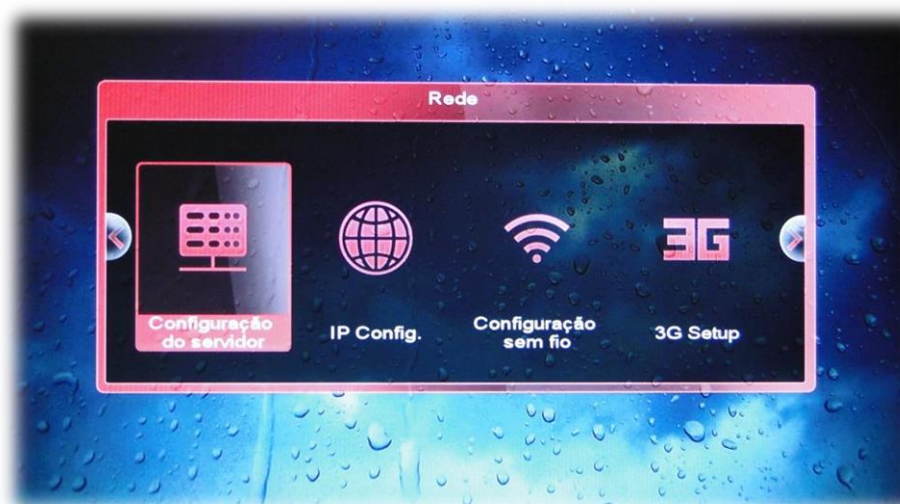 Rede
3G
Configuração
do servidor
IP Config.
Configuração
sem fio
3G Setup